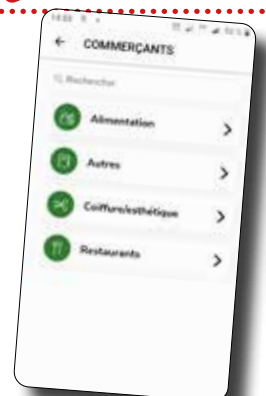 ← COMMERÇANTS
Rechercher
Alimentation
Autres
Coiffure/esthétique
Restaurants